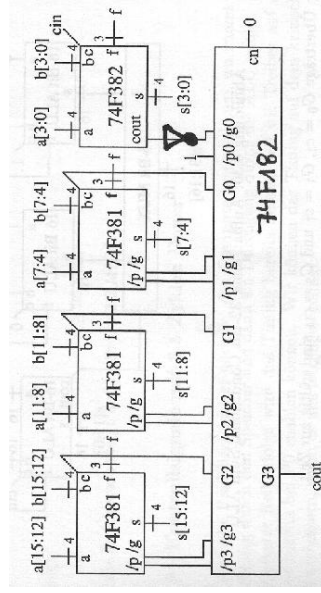 a[15:12] b[15:12] a[11:8] b[11:8] a[7:4] b[7:4] a[3:0] b[3:0] cin
4 4 4 4 4 4 4 4
a bc 3 f a bc 3 f a bc 3 f a bc 3 f
74F381 74F381 74F381 74F382
/p /g s /p /g s /p /g s cout s
4 4 4 4
s[15:12] s[11:8] s[7:4] s[3:0]
1
/p3/g3 G2 /p2/g2 G1 /p1/g1 G0 /p0/g0 cn 0
74F182
G3
cout